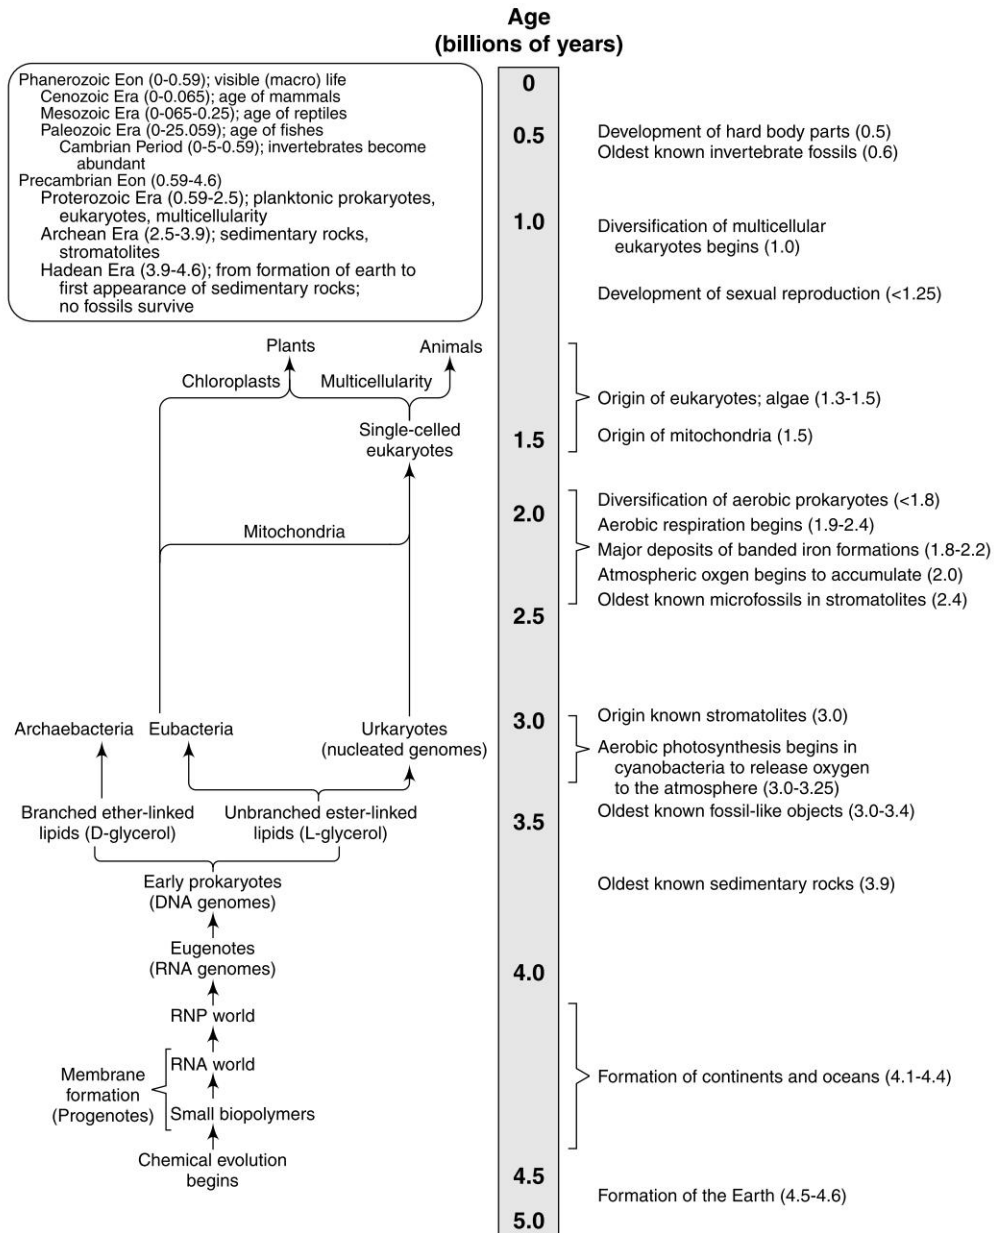 Age
(billions of years)
Phanerozoic Eon (0-0.59); visible (macro) life
Cenozoic Era (0-0.065); age of mammals
Mesozoic Era (0-065-0.25); age of reptiles
Paleozoic Era (0-25.059); age of fishes
Cambrian Period (0-5-0.59); invertebrates become
abundant
Precambrian Eon (0.59-4.6)
Proterozoic Era (0.59-2.5); planktonic prokaryotes,
eukaryotes, multicellularity
Archean Era (2.5-3.9); sedimentary rocks,
stromatolites
Hadean Era (3.9-4.6); from formation of earth to
first appearance of sedimentary rocks;
no fossils survive
Plants
Animals
Chloroplasts
Multicellularity
Single-celled
eukaryotes
Mitochondria
Archaebacteria
Eubacteria
Urkaryotes
(nucleated genomes)
Branched ether-linked
lipids (D-glycerol)
Unbranched ester-linked
lipids (L-glycerol)
Early prokaryotes
(DNA genomes)
Eugenotes
(RNA genomes)
RNP world
RNA world
Membrane
formation
(Progenotes)
Small biopolymers
Chemical evolution
begins
0
0.5
1.0
1.5
2.0
2.5
3.0
3.5
4.0
4.5
5.0
Development of hard body parts (0.5)
Oldest known invertebrate fossils (0.6)
Diversification of multicellular
eukaryotes begins (1.0)
Development of sexual reproduction (<1.25)
Origin of eukaryotes; algae (1.3-1.5)
Origin of mitochondria (1.5)
Diversification of aerobic prokaryotes (<1.8)
Aerobic respiration begins (1.9-2.4)
Major deposits of banded iron formations (1.8-2.2)
Atmospheric oxgen begins to accumulate (2.0)
Oldest known microfossils in stromatolites (2.4)
Origin known stromatolites (3.0)
Aerobic photosynthesis begins in
cyanobacteria to release oxygen
to the atmosphere (3.0-3.25)
Oldest known fossil-like objects (3.0-3.4)
Oldest known sedimentary rocks (3.9)
Formation of continents and oceans (4.1-4.4)
Formation of the Earth (4.5-4.6)